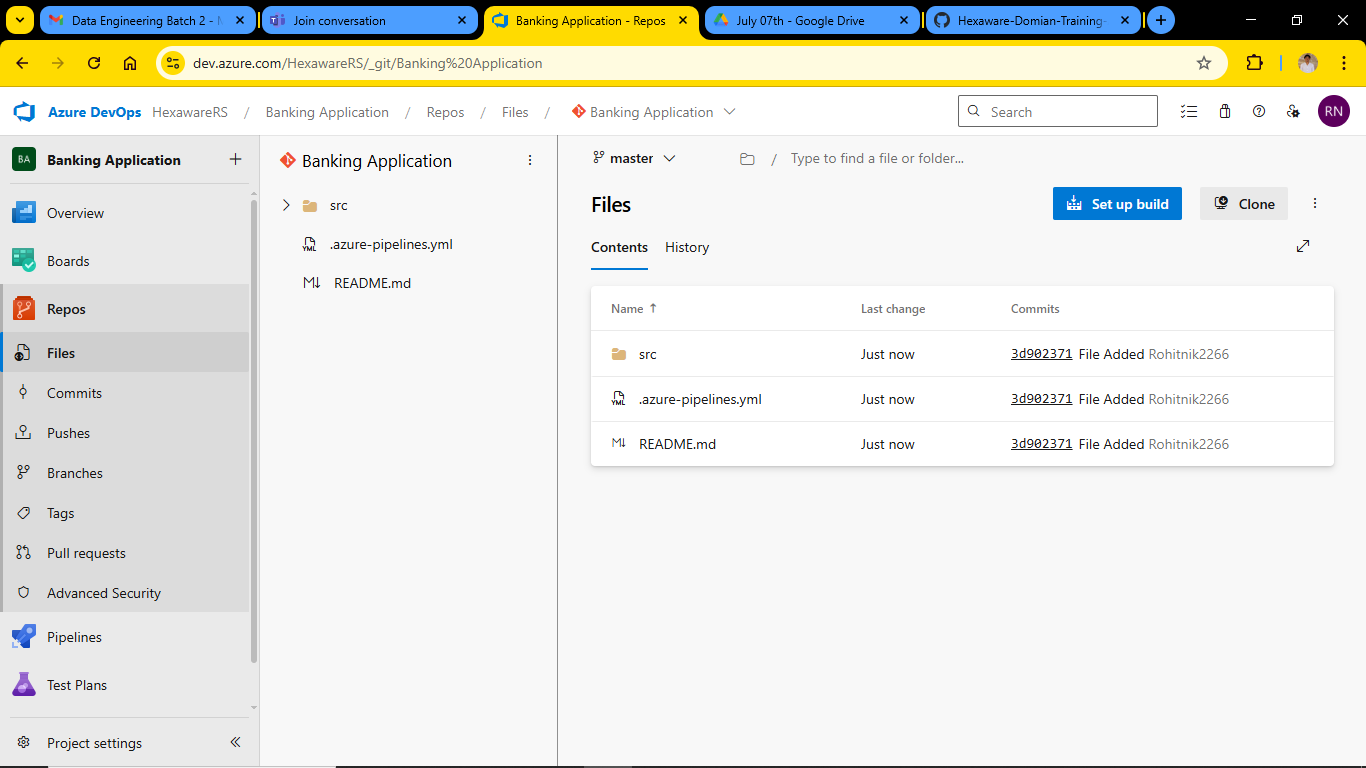 Data Engineering Batch 2 - N
Join conversation
Banking Application - Repos
July 07th - Google Drive
Hexaware-Domian-Training-
dev.azure.com/HexawareRS/_git/Banking%20Application
Azure DevOps HexawareRS / Banking Application / Repos / Files / Banking Application
Search
RN
BA Banking Application
Overview
Boards
Repos
Files
Commits
Pushes
Branches
Tags
Pull requests
Advanced Security
Pipelines
Test Plans
Project settings
Banking Application
src
YML .azure-pipelines.yml
M↓ README.md
master / Type to find a file or folder...
Files
Set up build
Clone
Contents History
Name ↑ Last change Commits
src Just now 3d902371 File Added Rohitnik2266
YML .azure-pipelines.yml Just now 3d902371 File Added Rohitnik2266
M↓ README.md Just now 3d902371 File Added Rohitnik2266